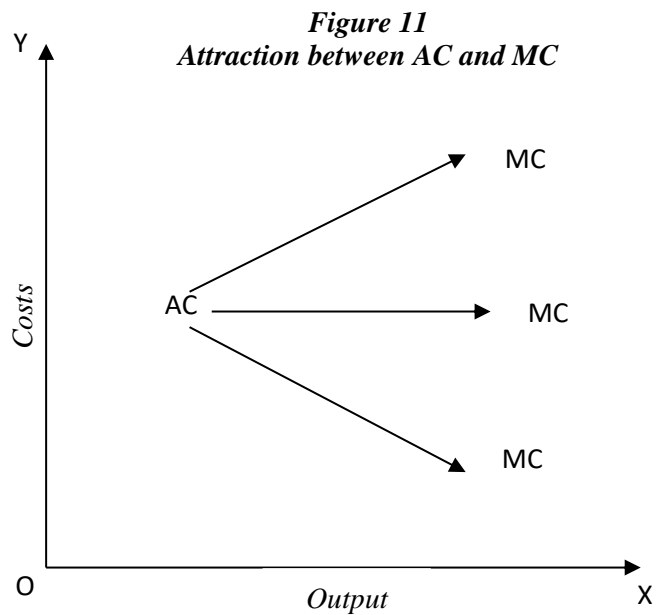 Figure 11
Attraction between AC and MC
Y
MC
AC
MC
Costs
MC
O
Output
X